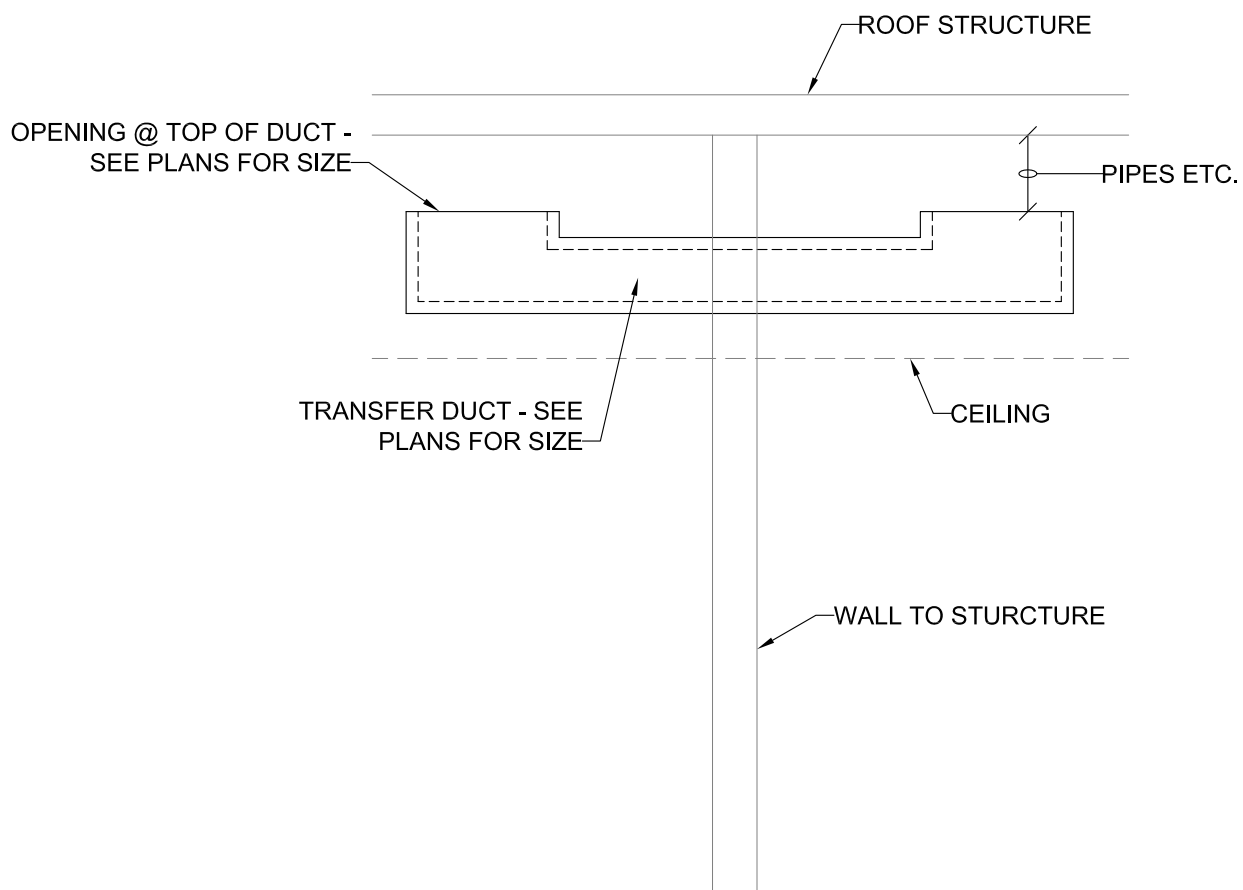 ROOF STRUCTURE
OPENING @ TOP OF DUCT -
SEE PLANS FOR SIZE
PIPES ETC.
TRANSFER DUCT - SEE
PLANS FOR SIZE
CEILING
WALL TO STURCTURE